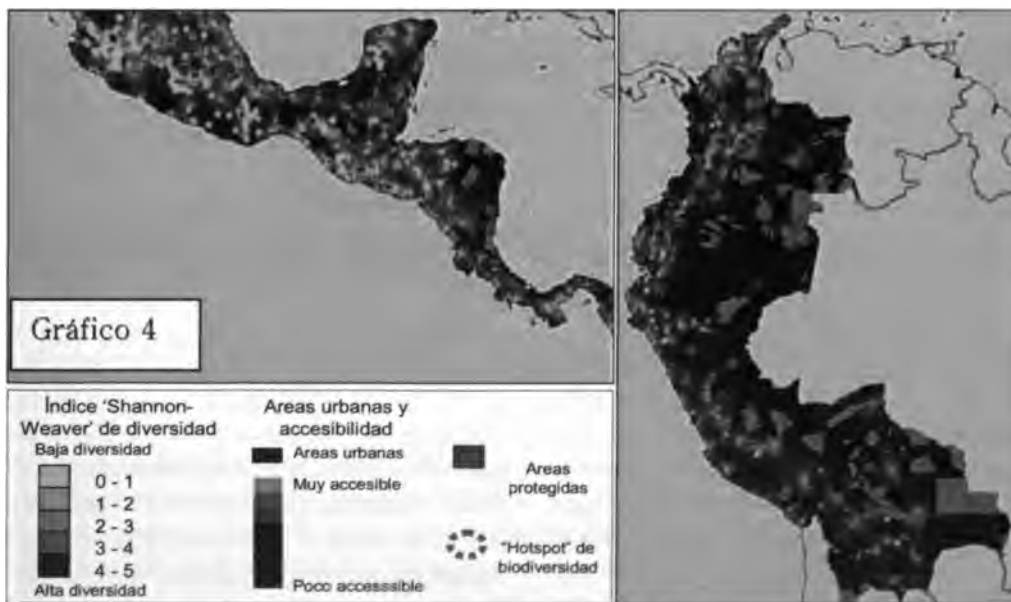 Gráfico 4
Índice 'Shannon-
Weaver' de diversidad
Baja diversidad
0 - 1
1 - 2
2 - 3
3 - 4
4 - 5
Alta diversidad
Areas urbanas y
accesibilidad
Areas urbanas
Muy accesible
Poco accesssible
Areas
protegidas
"Hotspot" de
biodiversidad